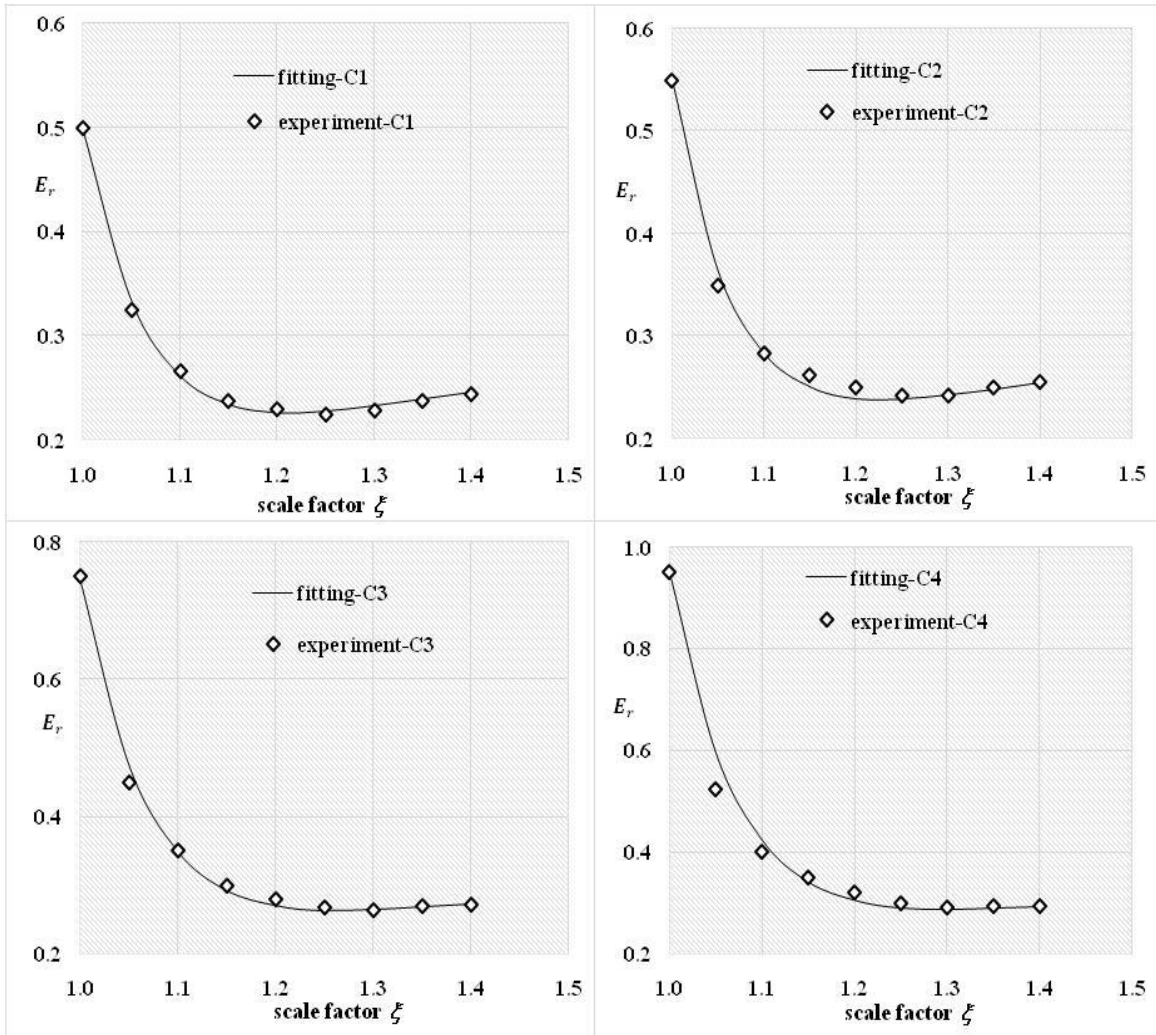 0.6
fitting-C1
experiment-C1
0.5
E_r
0.4
0.3
0.2
1.0 1.1 1.2 1.3 1.4 1.5
scale factor ξ
0.6
fitting-C2
experiment-C2
0.5
E_r
0.4
0.3
0.2
1.0 1.1 1.2 1.3 1.4 1.5
scale factor ξ
0.8
fitting-C3
experiment-C3
0.6
E_r
0.4
0.2
1.0 1.1 1.2 1.3 1.4 1.5
scale factor ξ
1.0
fitting-C4
experiment-C4
0.8
E_r
0.6
0.4
0.2
1.0 1.1 1.2 1.3 1.4 1.5
scale factor ξ